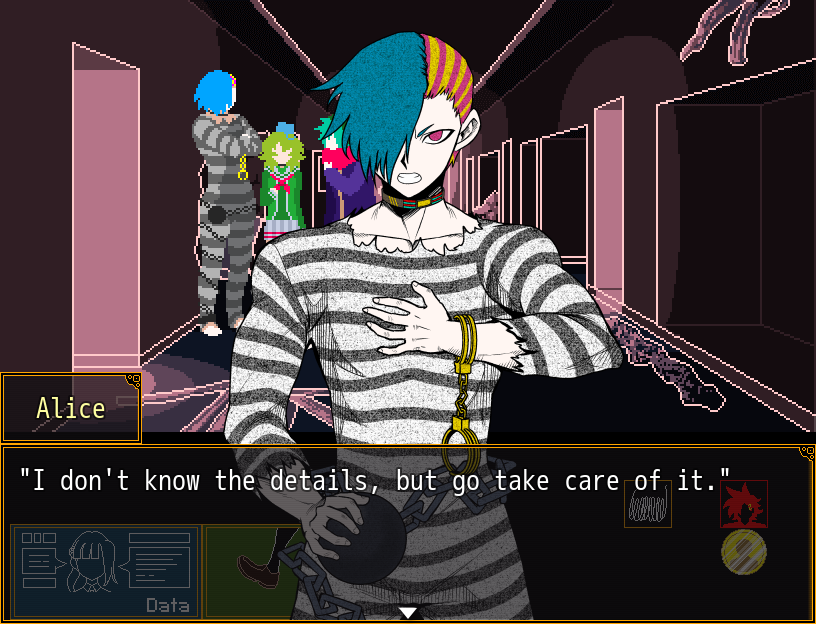 Alice
"I don't know the details, but go take care of it."
Data